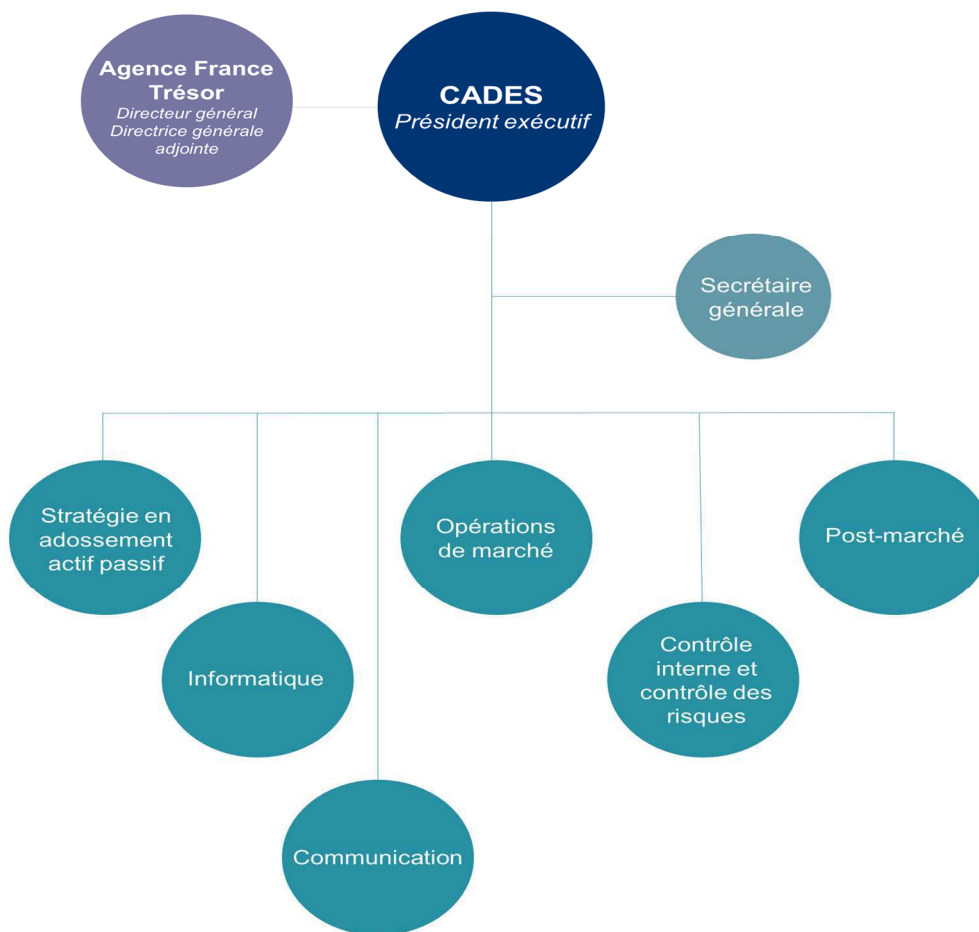 Agence France
Trésor
Directeur général
Directrice générale
adjointe
CADES
Président exécutif
Secrétaire
générale
Stratégie en
adossement
actif passif
Opérations
de marché
Post-marché
Informatique
Contrôle
interne et
contrôle des
risques
Communication